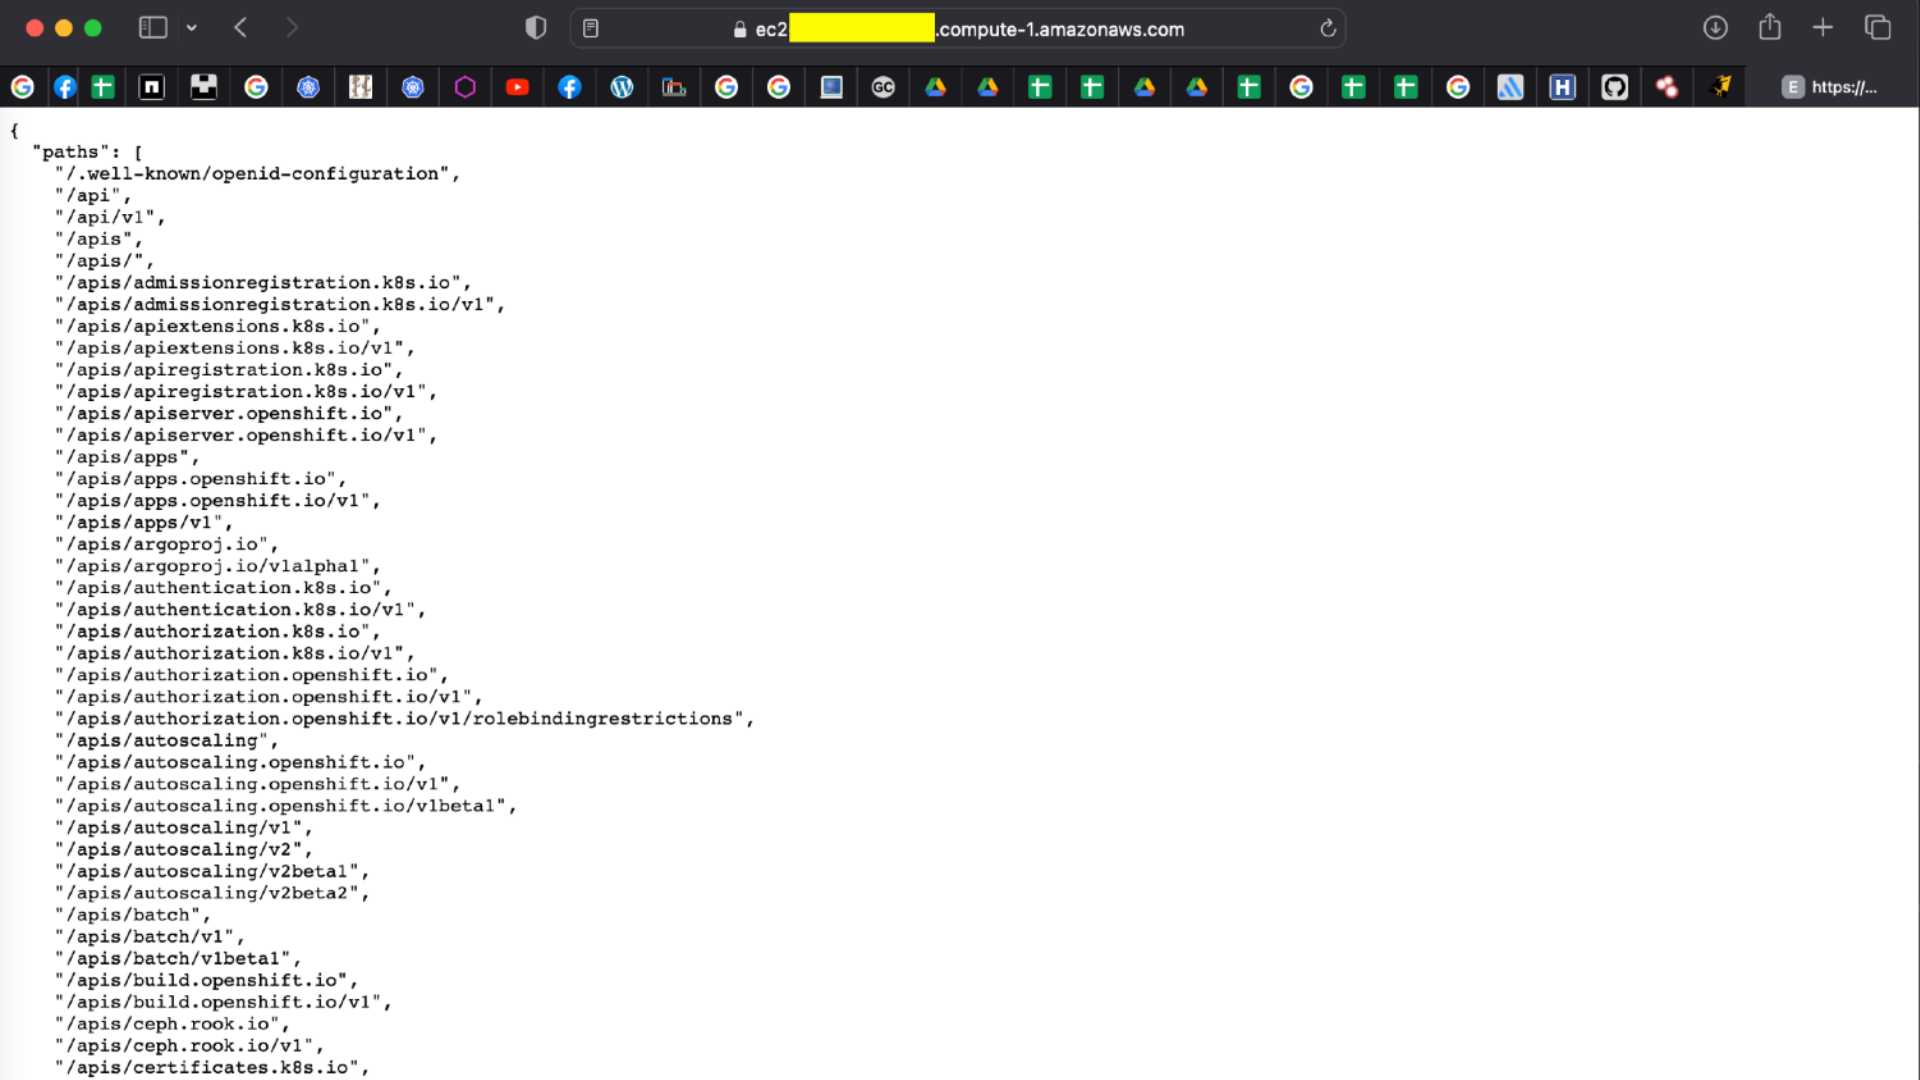 ec2
.compute-1.amazonaws.com
GC
H
E https://...
{
"paths": [
"/.well-known/openid-configuration",
"/api",
"/api/v1",
"/apis",
"/apis/",
"/apis/admissionregistration.k8s.io",
"/apis/admissionregistration.k8s.io/v1",
"/apis/apiextensions.k8s.io",
"/apis/apiextensions.k8s.io/v1",
"/apis/apiregistration.k8s.io",
"/apis/apiregistration.k8s.io/v1",
"/apis/apiserver.openshift.io",
"/apis/apiserver.openshift.io/v1",
"/apis/apps",
"/apis/apps.openshift.io",
"/apis/apps.openshift.io/v1",
"/apis/apps/v1",
"/apis/argoproj.io",
"/apis/argoproj.io/v1alpha1",
"/apis/authentication.k8s.io",
"/apis/authentication.k8s.io/v1",
"/apis/authorization.k8s.io",
"/apis/authorization.k8s.io/v1",
"/apis/authorization.openshift.io",
"/apis/authorization.openshift.io/v1",
"/apis/authorization.openshift.io/v1/rolebindingrestrictions",
"/apis/autoscaling",
"/apis/autoscaling.openshift.io",
"/apis/autoscaling.openshift.io/v1",
"/apis/autoscaling.openshift.io/v1beta1",
"/apis/autoscaling/v1",
"/apis/autoscaling/v2",
"/apis/autoscaling/v2beta1",
"/apis/autoscaling/v2beta2",
"/apis/batch",
"/apis/batch/v1",
"/apis/batch/v1beta1",
"/apis/build.openshift.io",
"/apis/build.openshift.io/v1",
"/apis/ceph.rook.io",
"/apis/ceph.rook.io/v1",
"/apis/certificates.k8s.io",